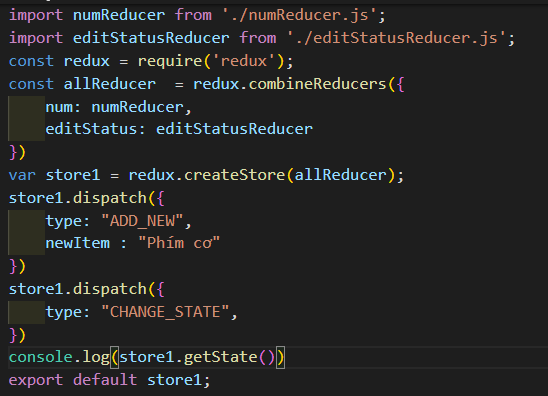 import numReducer from './numReducer.js';
import editStatusReducer from './editStatusReducer.js';
const redux = require('redux');
const allReducer  = redux.combineReducers({
    num: numReducer,
    editStatus: editStatusReducer
})
var store1 = redux.createStore(allReducer);
store1.dispatch({
    type: "ADD_NEW",
    newItem : "Phím cơ"
})
store1.dispatch({
    type: "CHANGE_STATE",
})
console.log(store1.getState())
export default store1;